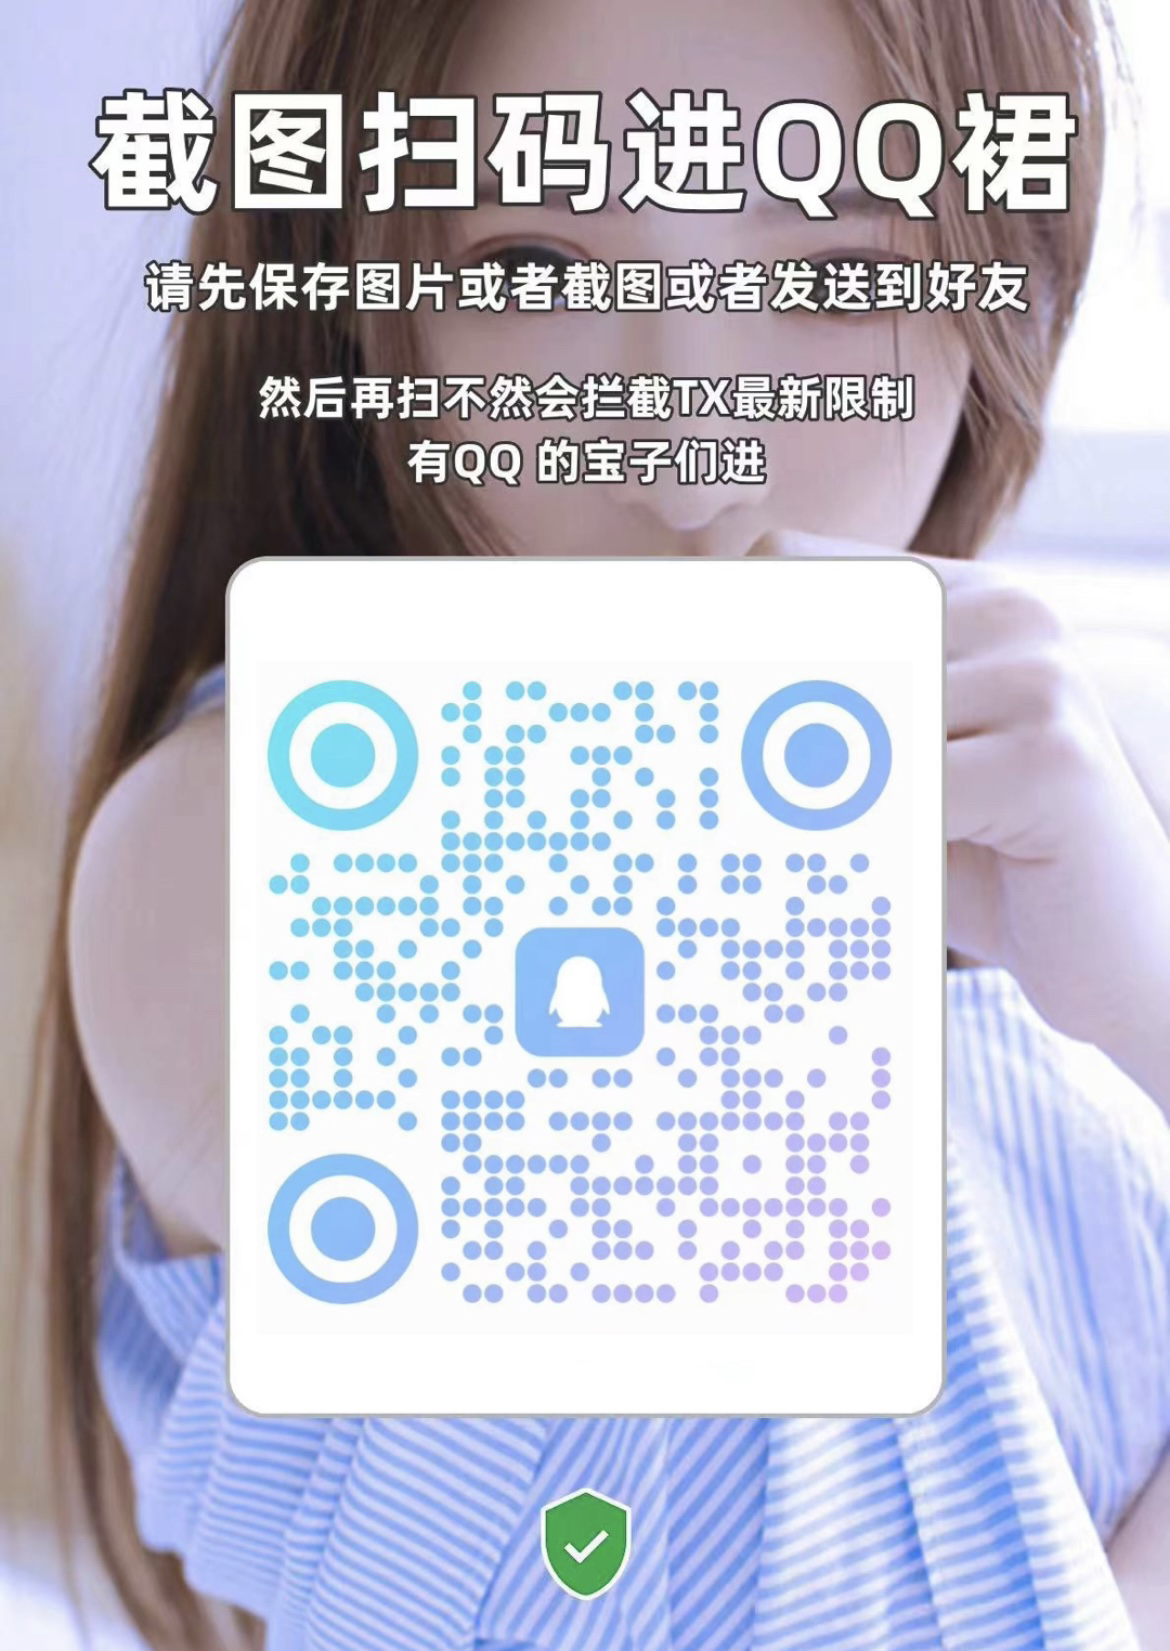 截图扫码进QQ裙
请先保存图片或者截图或者发送到好友
然后再扫不然会拦截TX最新限制
有QQ 的宝子们进